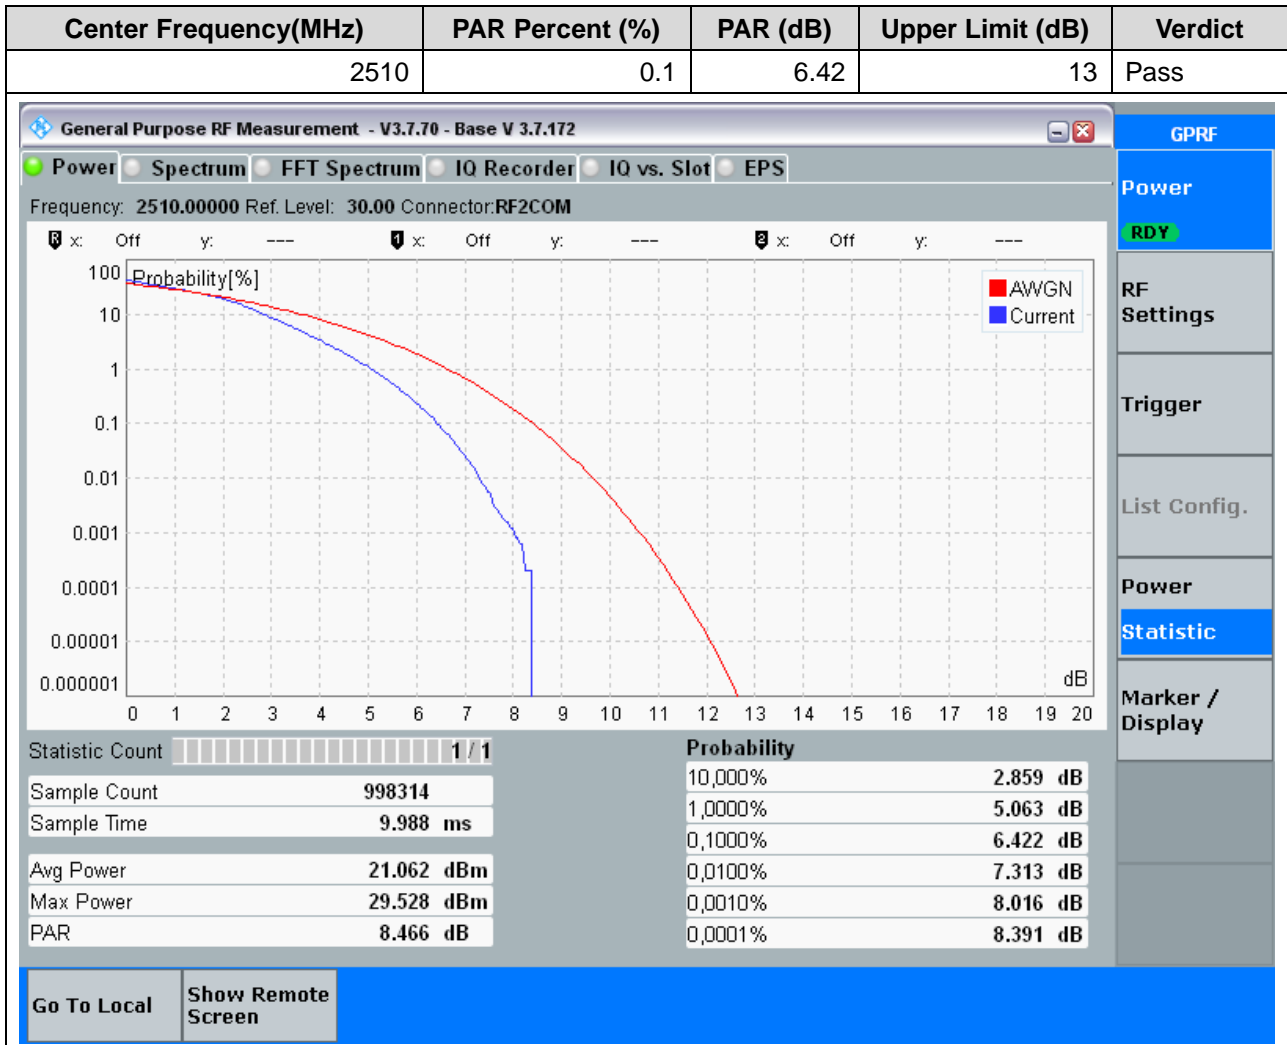 Center Frequency(MHz) PAR Percent (%) PAR (dB) Upper Limit (dB) Verdict
2510 0.1 6.42 13 Pass
General Purpose RF Measurement - V3.7.70 - Base V 3.7.172
GPRF
Power Spectrum FFT Spectrum IQ Recorder IQ vs. Slot EPS
Frequency: 2510.00000 Ref. Level: 30.00 Connector:RF2COM
R x: Off y: --- 1 x: Off y: --- 2 x: Off y: ---
Probability[%]
100
10
1
0.1
0.01
0.001
0.0001
0.00001
0.000001
AWGN
Current
dB
0 1 2 3 4 5 6 7 8 9 10 11 12 13 14 15 16 17 18 19 20
Statistic Count 1 / 1
Sample Count 998314
Sample Time 9.988 ms
Avg Power 21.062 dBm
Max Power 29.528 dBm
PAR 8.466 dB
Probability
10,000% 2.859 dB
1,0000% 5.063 dB
0,1000% 6.422 dB
0,0100% 7.313 dB
0,0010% 8.016 dB
0,0001% 8.391 dB
Power
RDY
RF
Settings
Trigger
List Config.
Power
Statistic
Marker /
Display
Go To Local
Show Remote
Screen